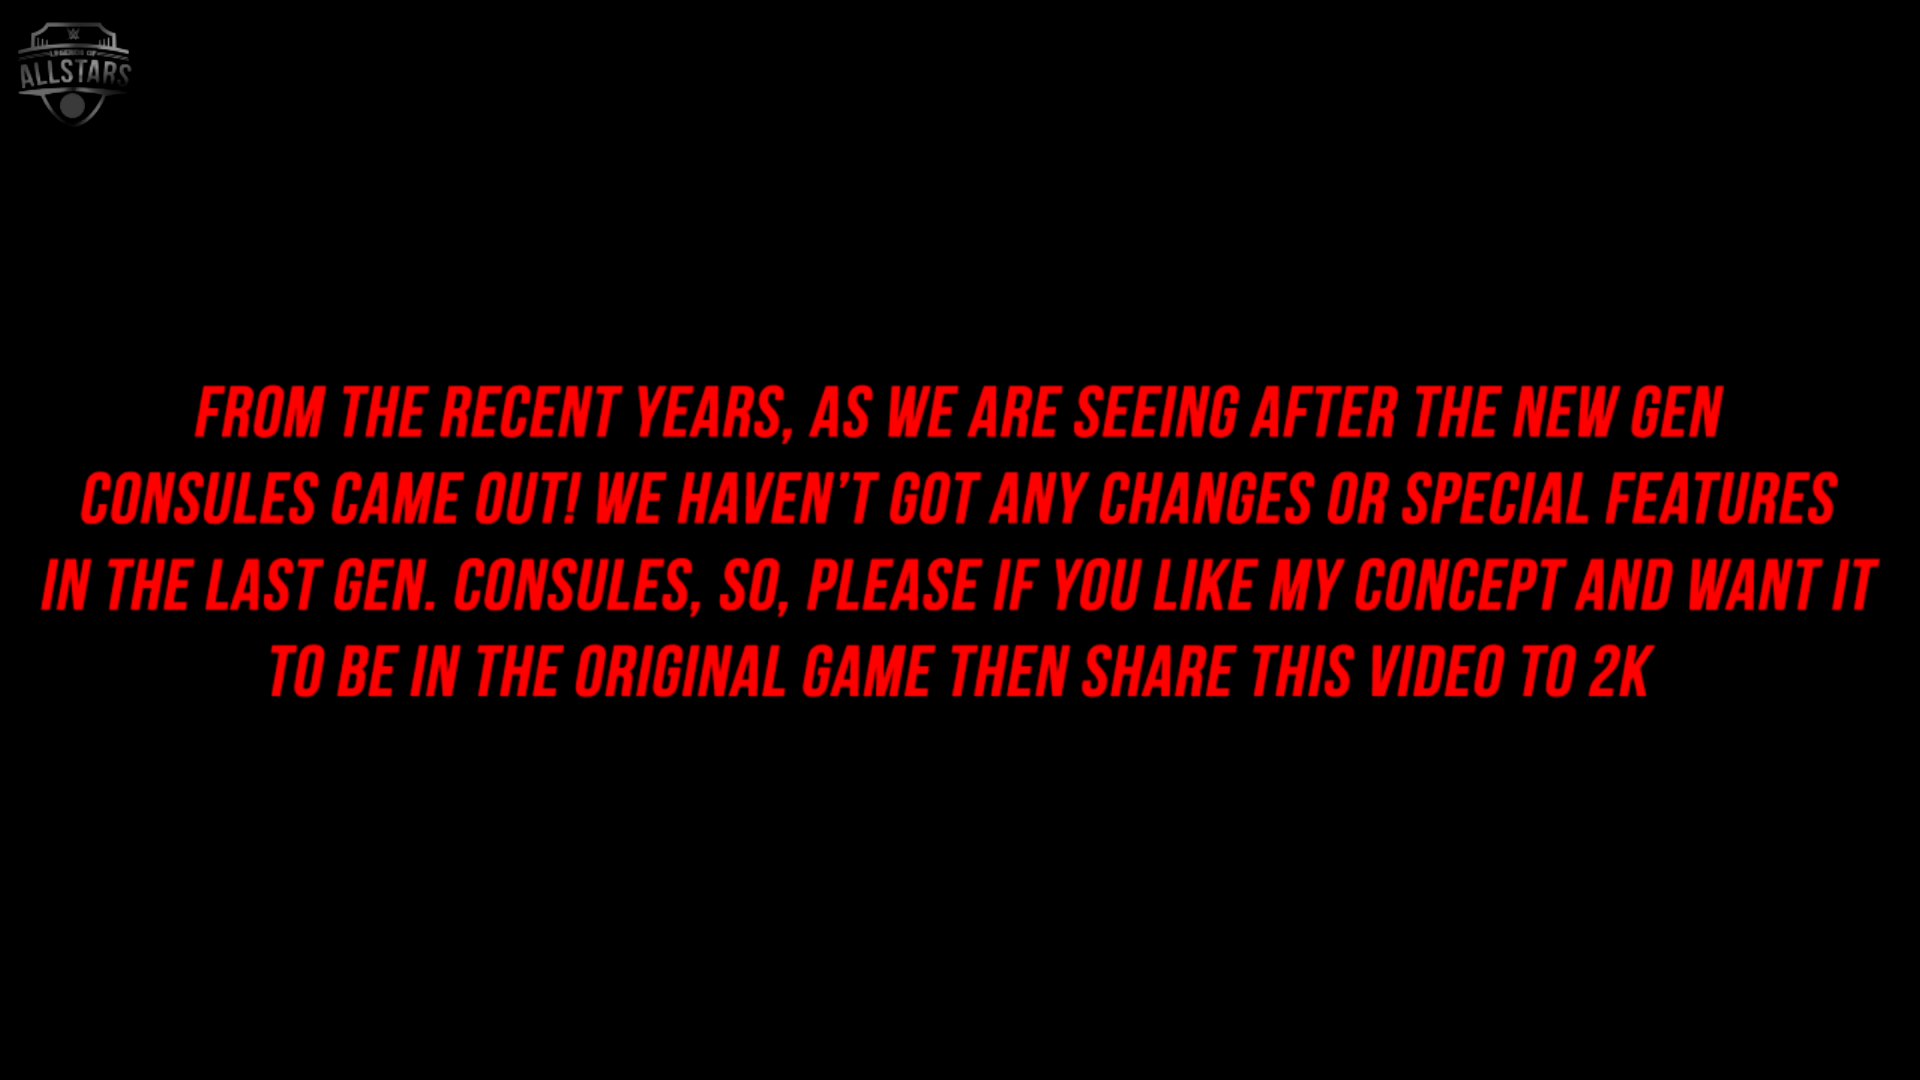 LEGENDS OF
ALLSTARS
FROM THE RECENT YEARS, AS WE ARE SEEING AFTER THE NEW GEN
CONSULES CAME OUT! WE HAVEN'T GOT ANY CHANGES OR SPECIAL FEATURES
IN THE LAST GEN. CONSULES, SO, PLEASE IF YOU LIKE MY CONCEPT AND WANT IT
TO BE IN THE ORIGINAL GAME THEN SHARE THIS VIDEO TO 2K